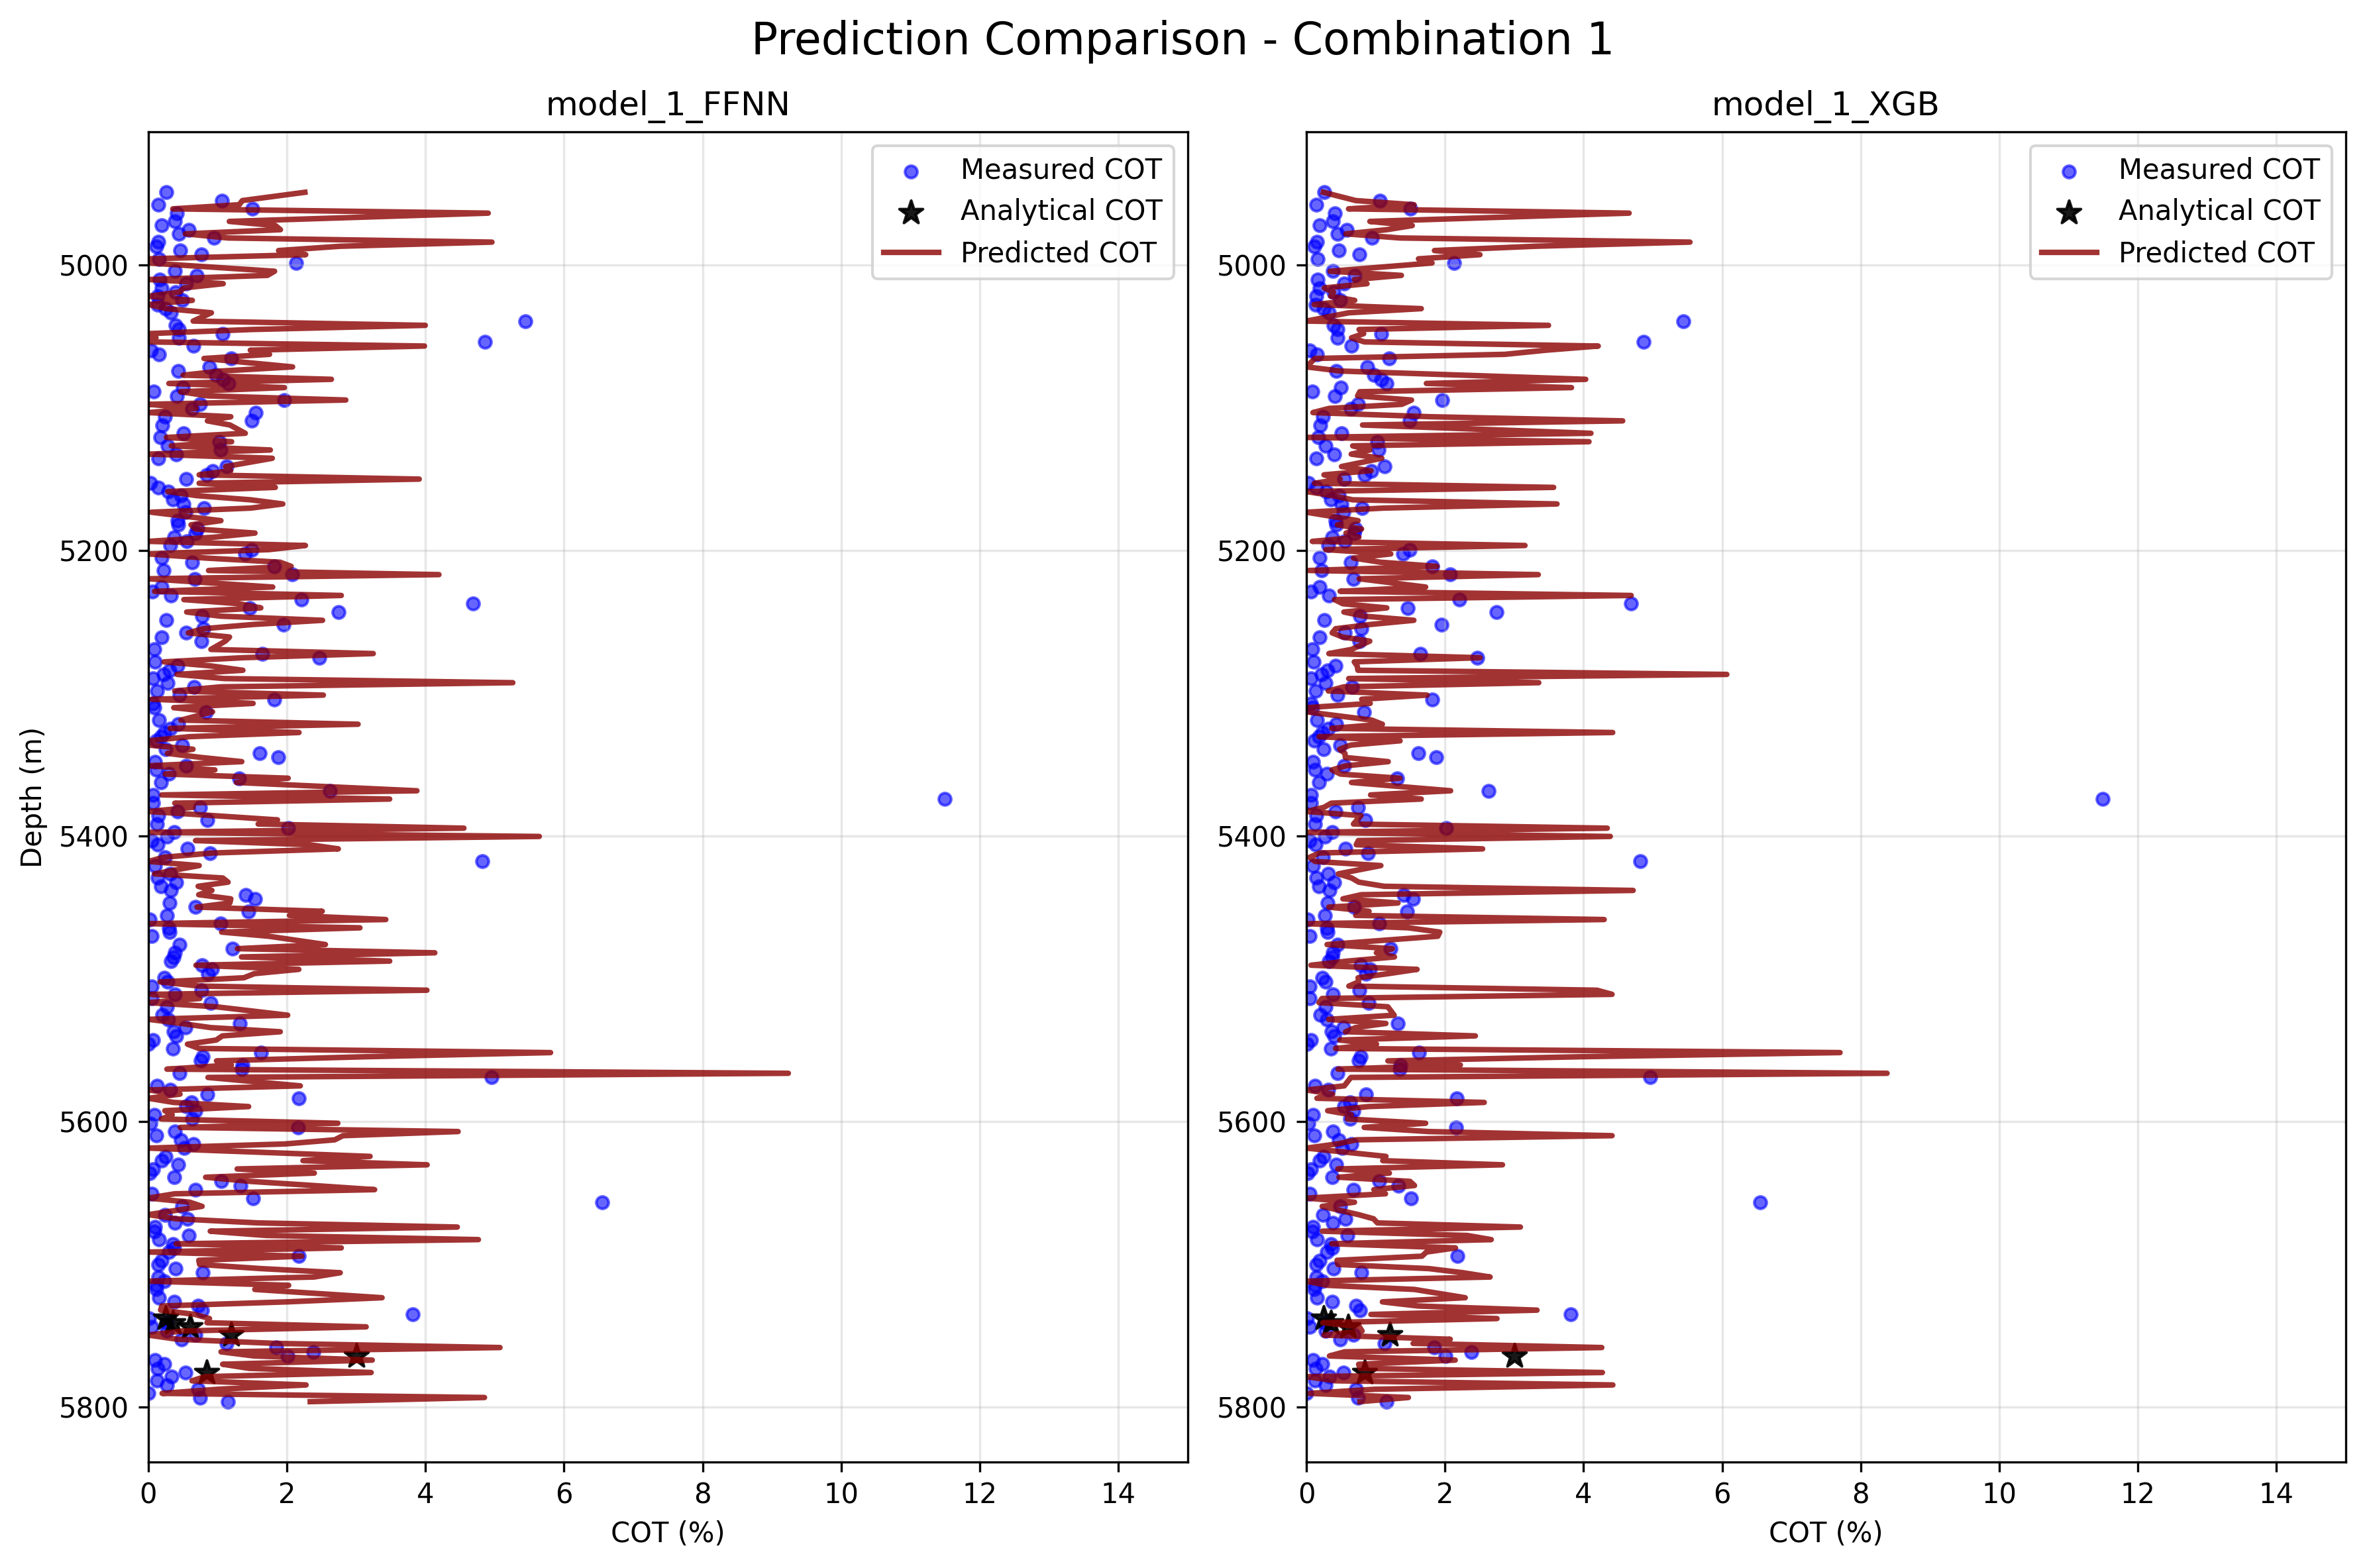 Prediction Comparison - Combination 1
model_1_FFNN
Measured COT
Analytical COT
Predicted COT
5000
5200
5400
5600
5800
Depth (m)
0 2 4 6 8 10 12 14
COT (%)
model_1_XGB
Measured COT
Analytical COT
Predicted COT
5000
5200
5400
5600
5800
0 2 4 6 8 10 12 14
COT (%)